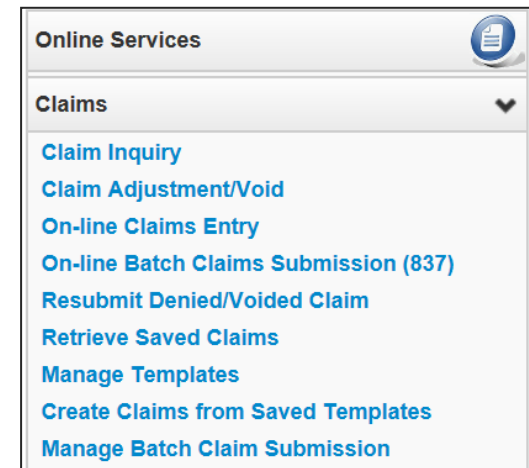 Online Services
Claims
Claim Inquiry
Claim Adjustment/Void
On-line Claims Entry
On-line Batch Claims Submission (837)
Resubmit Denied/Voided Claim
Retrieve Saved Claims
Manage Templates
Create Claims from Saved Templates
Manage Batch Claim Submission